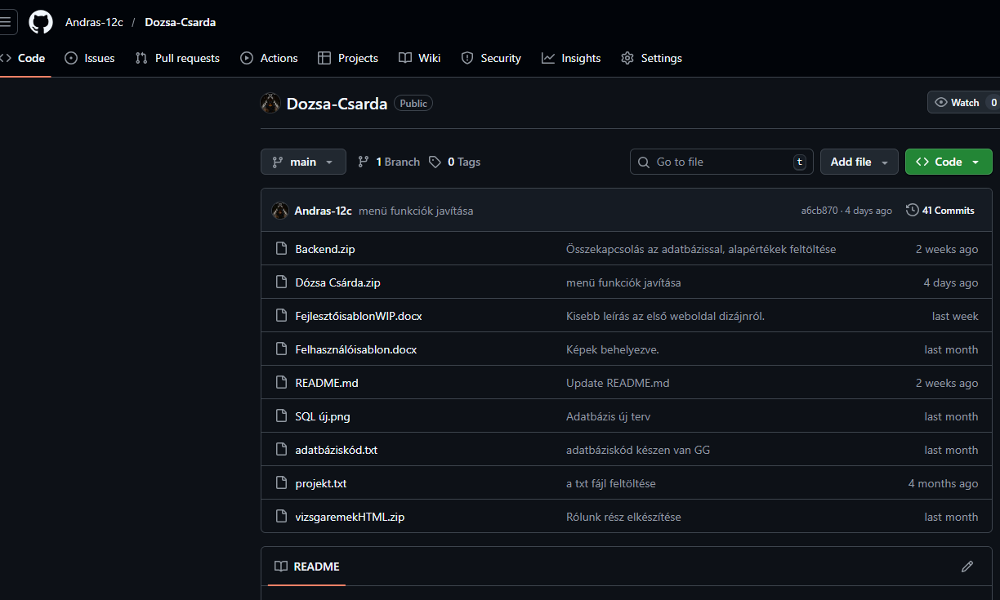 Andras-12c / Dozsa-Csarda
Code Issues Pull requests Actions Projects Wiki Security Insights Settings
Dozsa-Csarda Public Watch 0
main 1 Branch 0 Tags Go to file t Add file Code
Andras-12c menü funkciók javítása a6cb870 · 4 days ago 41 Commits
Backend.zip Összekapcsolás az adatbázissal, alapértékek feltöltése 2 weeks ago
Dózsa Csárda.zip menü funkciók javítása 4 days ago
FejlesztőisablonWIP.docx Kisebb leírás az első weboldal dizájnról. last week
Felhasználóisablon.docx Képek behelyezve. last month
README.md Update README.md 2 weeks ago
SQL új.png Adatbázis új terv last month
adatbáziskód.txt adatbáziskód készen van GG last month
projekt.txt a txt fájl feltöltése 4 months ago
vizsgaremekHTML.zip Rólunk rész elkészítése last month
README